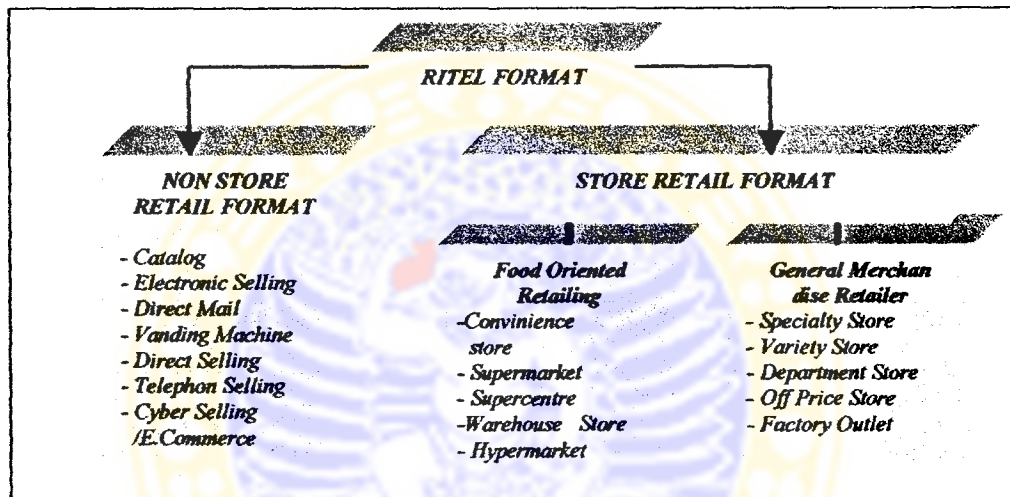 RITEL FORMAT
NON STORE
RETAIL FORMAT
- Catalog
- Electronic Selling
- Direct Mail
- Vanding Machine
- Direct Selling
- Telephon Selling
- Cyber Selling
/E.Commerce
STORE RETAIL FORMAT
Food Oriented
Retailing
-Convinience
store
- Supermarket
- Supercentre
-Warehouse Store
- Hypermarket
General Merchan
dise Retailer
- Specialty Store
- Variety Store
- Department Store
- Off Price Store
- Factory Outlet